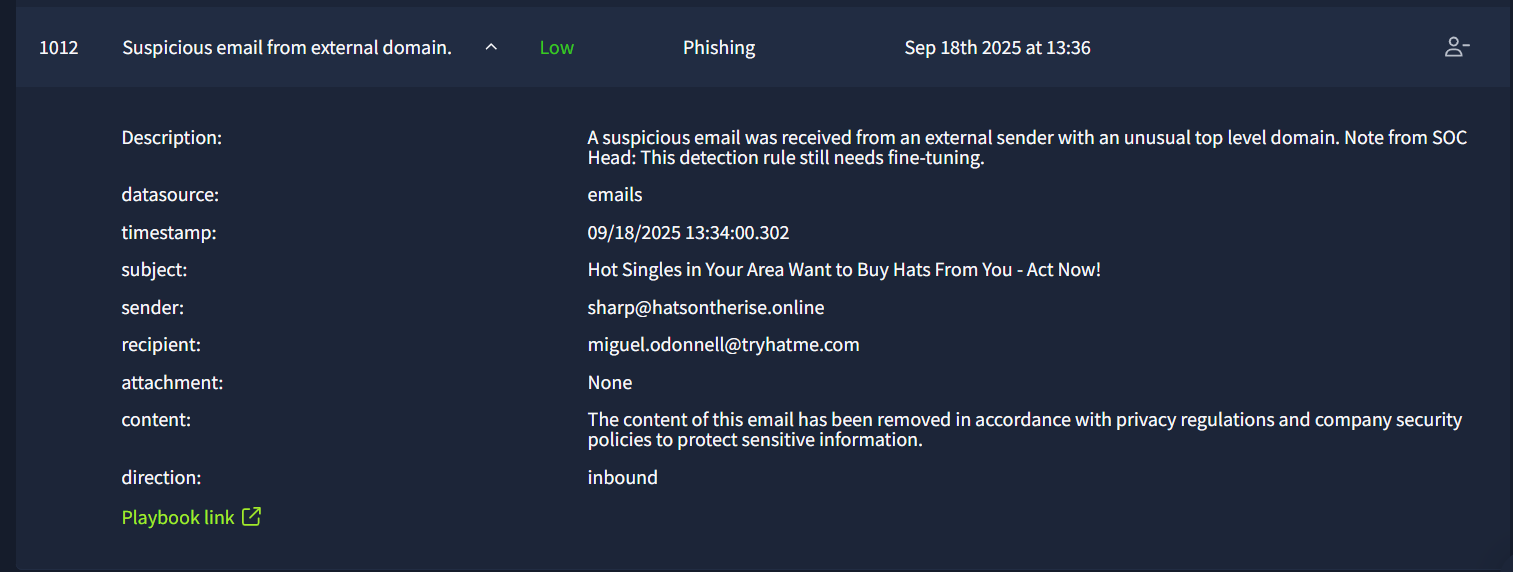 1012 Suspicious email from external domain. Low Phishing Sep 18th 2025 at 13:36
Description: A suspicious email was received from an external sender with an unusual top level domain. Note from SOC
Head: This detection rule still needs fine-tuning.
datasource: emails
timestamp: 09/18/2025 13:34:00.302
subject: Hot Singles in Your Area Want to Buy Hats From You - Act Now!
sender: sharp@hatsontherise.online
recipient: miguel.odonnell@tryhatme.com
attachment: None
content: The content of this email has been removed in accordance with privacy regulations and company security
policies to protect sensitive information.
direction: inbound
Playbook link